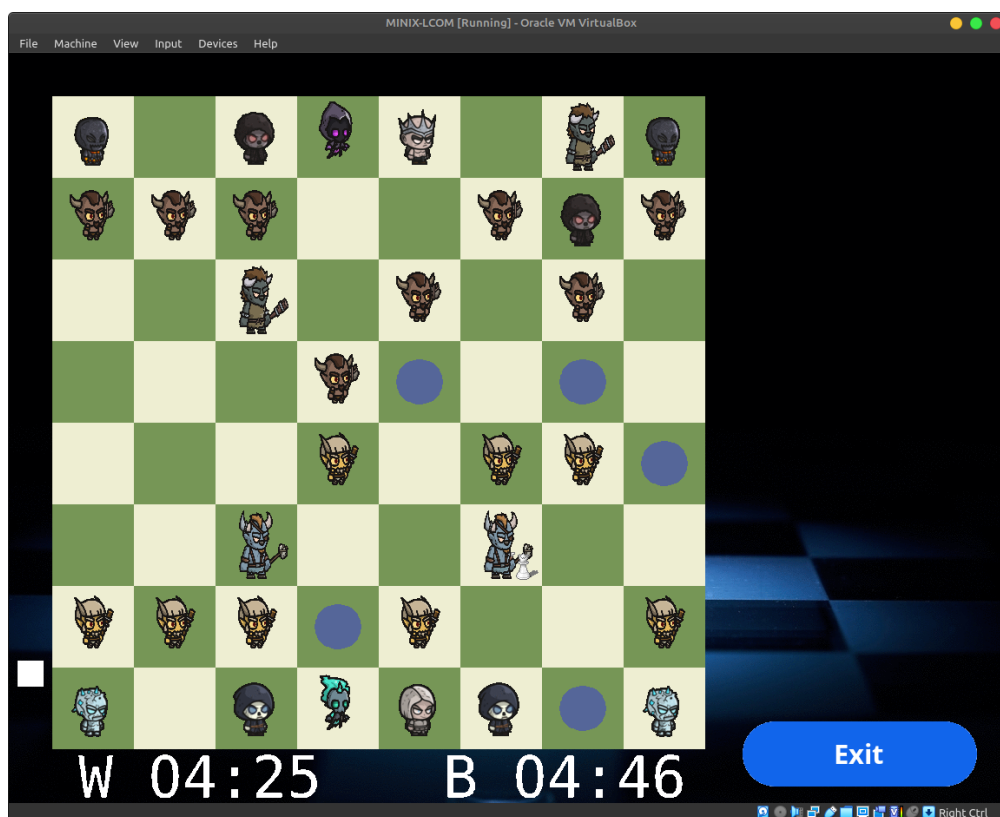 MINIX-LCOM [Running] - Oracle VM VirtualBox
File Machine View Input Devices Help
Exit
W 04:25 B 04:46
Right Ctrl